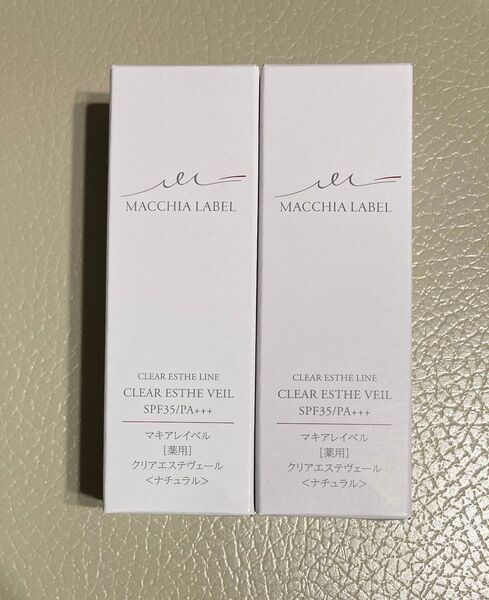 MACCHIA LABEL
CLEAR ESTHE LINE
CLEAR ESTHE VEIL
SPF35/PA+++
マキアレイベル
[薬用]
クリアエステヴェール
<ナチュラル>
MACCHIA LABEL
CLEAR ESTHE LINE
CLEAR ESTHE VEIL
SPF35/PA+++
マキアレイベル
[薬用]
クリアエステヴェール
<ナチュラル>